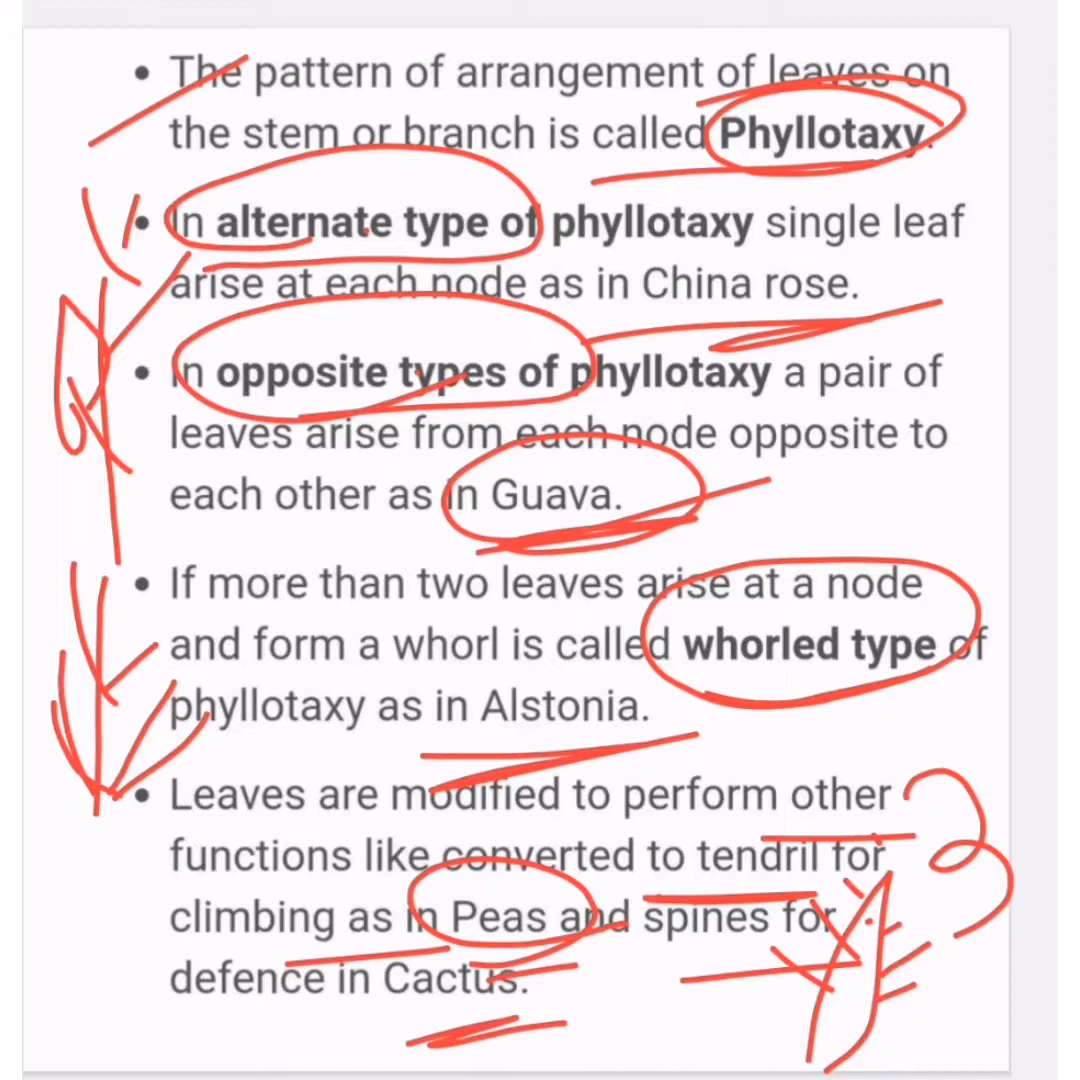 • The pattern of arrangement of leaves on
the stem or branch is called Phyllotaxy.
• In alternate type of phyllotaxy single leaf
arise at each node as in China rose.
• In opposite types of phyllotaxy a pair of
leaves arise from each node opposite to
each other as in Guava.
• If more than two leaves arise at a node
and form a whorl is called whorled type of
phyllotaxy as in Alstonia.
• Leaves are modified to perform other
functions like converted to tendril for
climbing as in Peas and spines for
defence in Cactus.